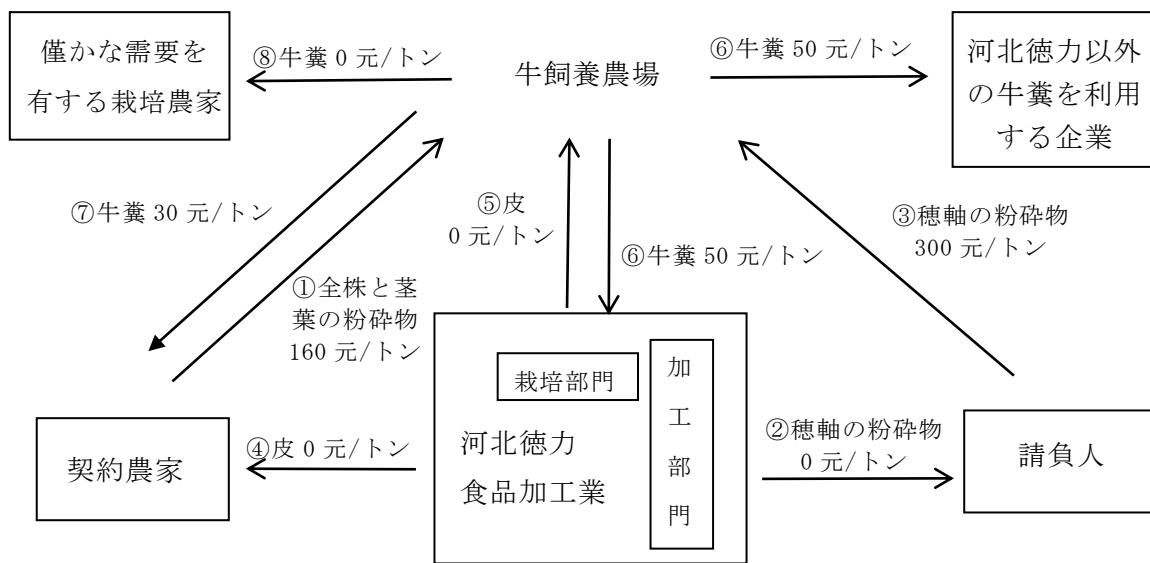 僅かな需要を
有する栽培農家
⑧牛糞 0 元/トン
牛飼養農場
⑥牛糞 50 元/トン
河北徳力以外
の牛糞を利用
する企業
⑦牛糞 30 元/トン
①全株と茎
葉の粉砕物
160 元/トン
⑤皮
0 元/トン
⑥牛糞 50 元/トン
③穂軸の粉砕物
300 元/トン
契約農家
④皮 0 元/トン
栽培部門
河北徳力
食品加工業
加
工
部
門
②穂軸の粉砕物
0 元/トン
請負人